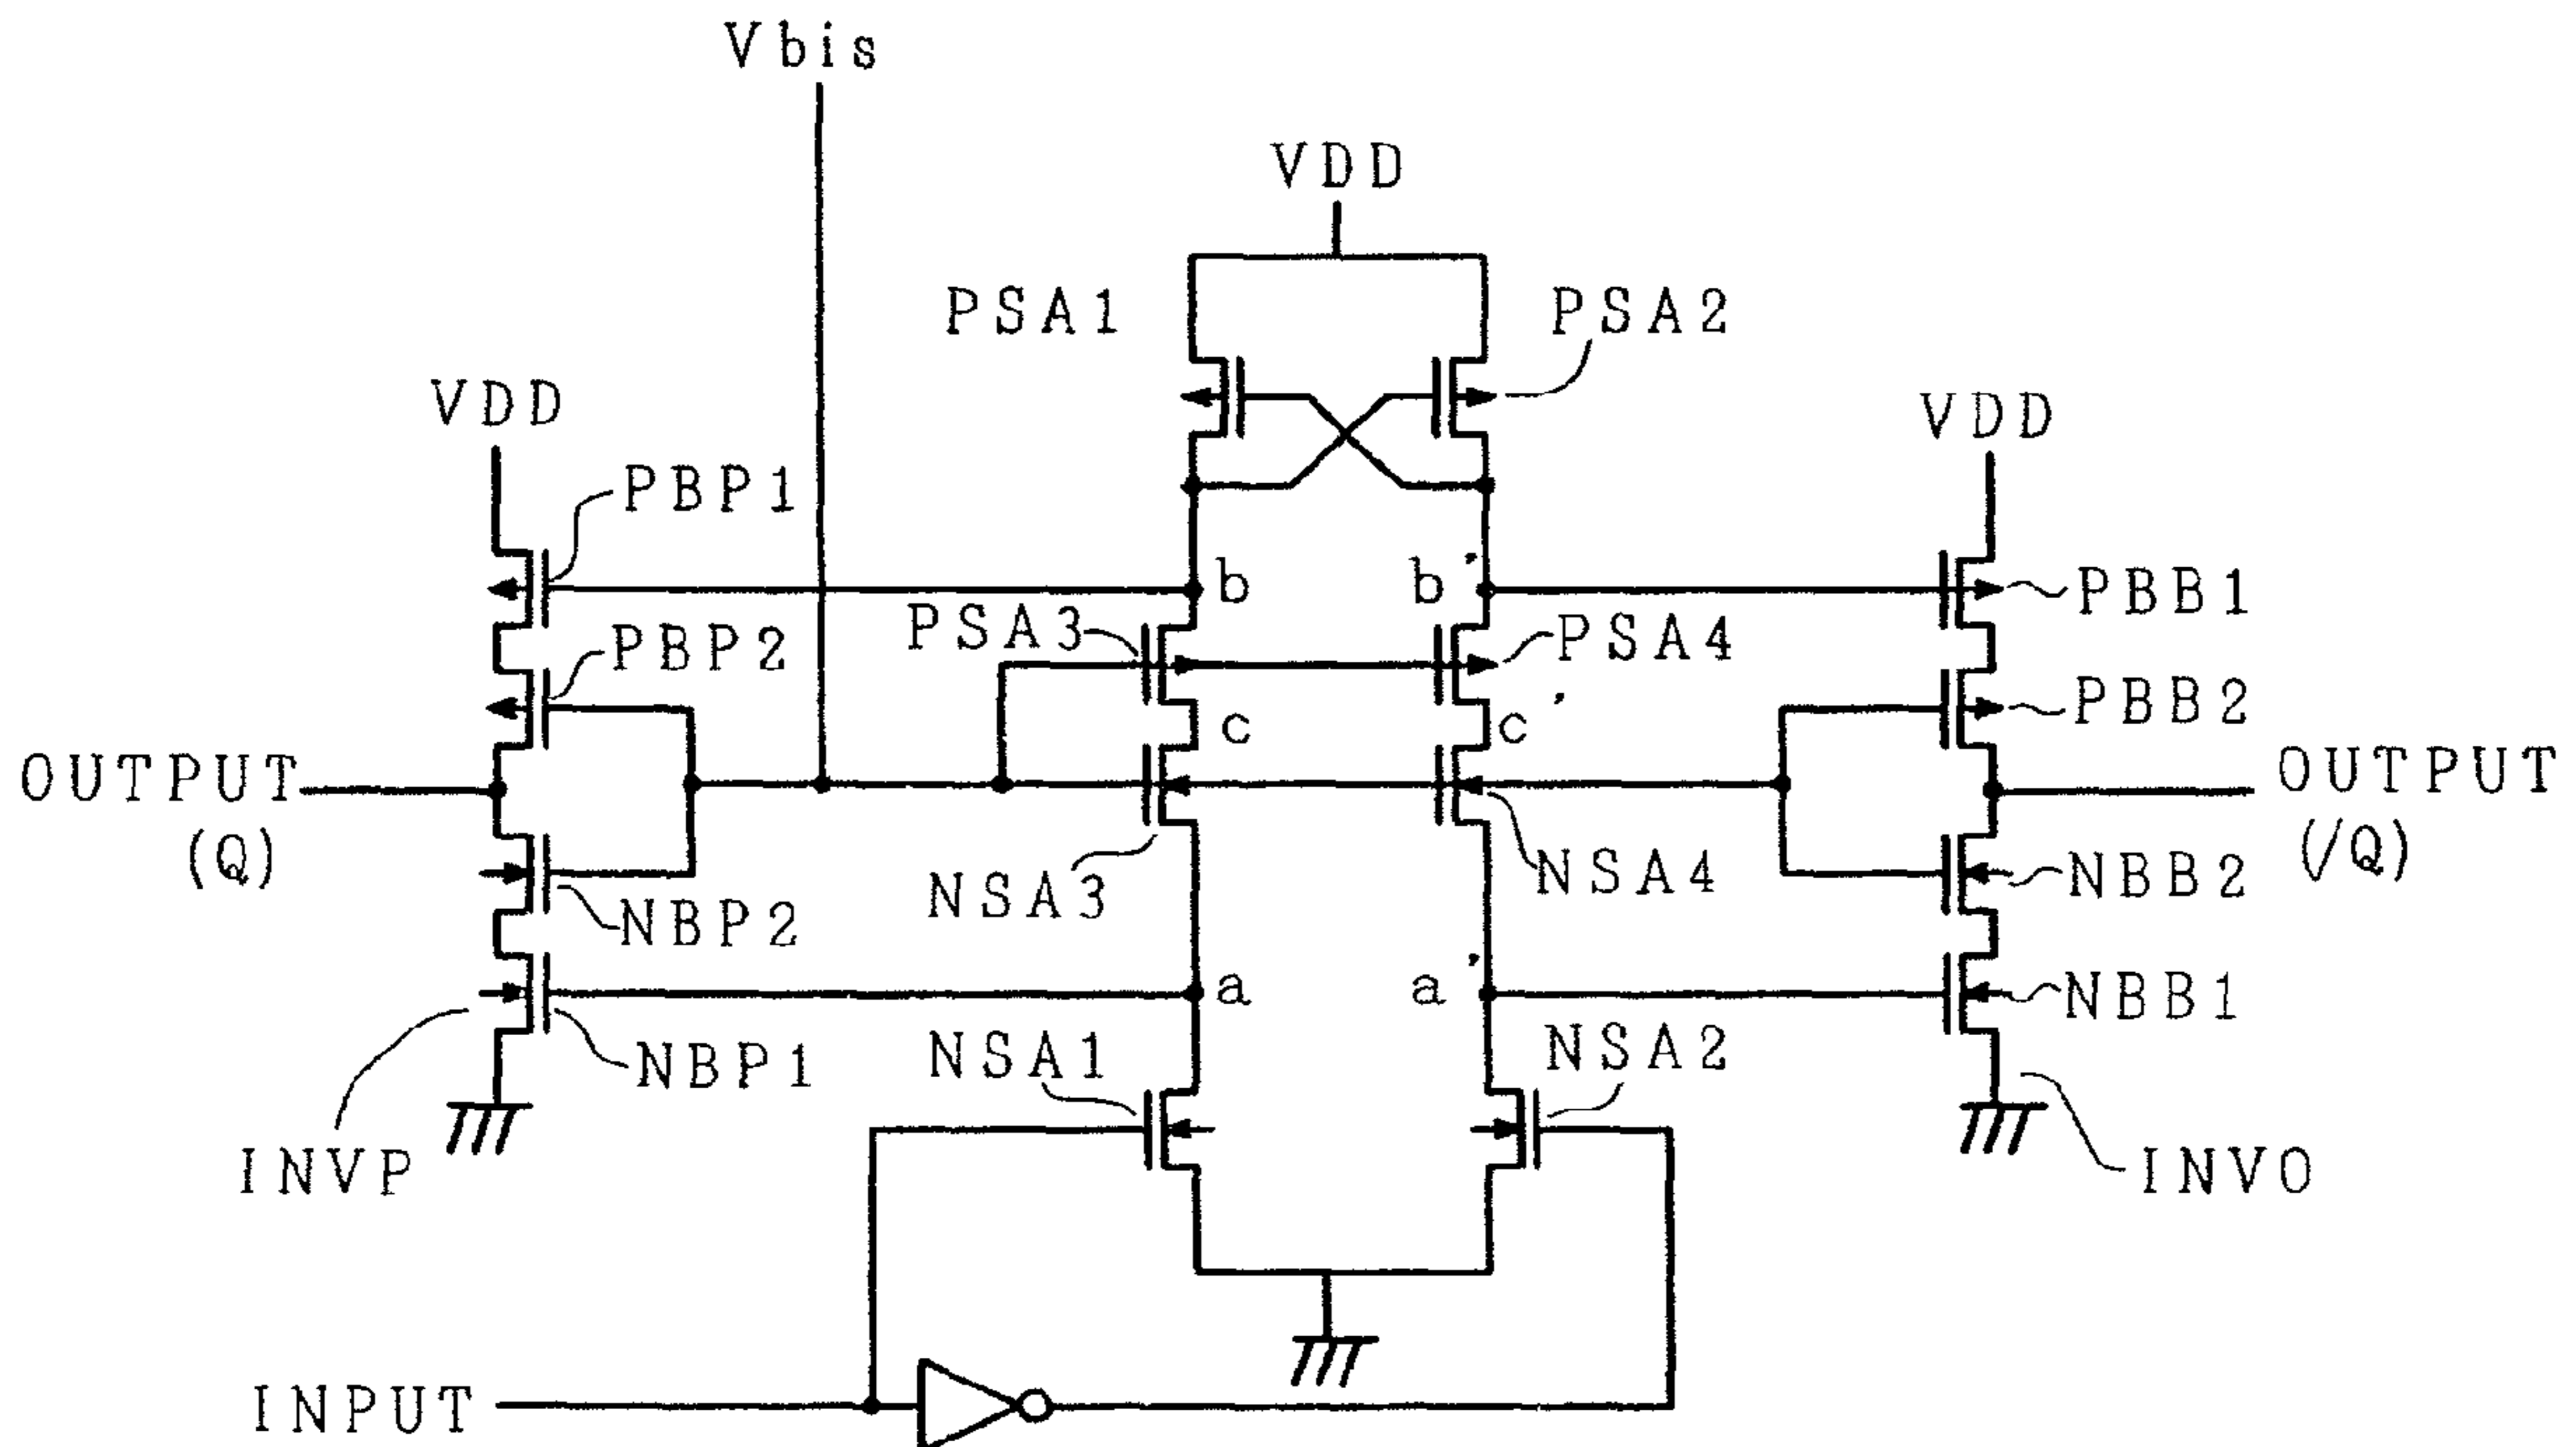 Vbis
VDD
PSA1
PSA2
VDD
VDD
PBP1
b
b'
PBB1
PSA3
PSA4
PBP2
PBB2
c
c'
OUTPUT
(Q)
OUTPUT
(/Q)
NSA3
NSA4
NBB2
NBP2
a
a'
NBB1
NSA1
NSA2
NBP1
INVP
INVO
INPUT